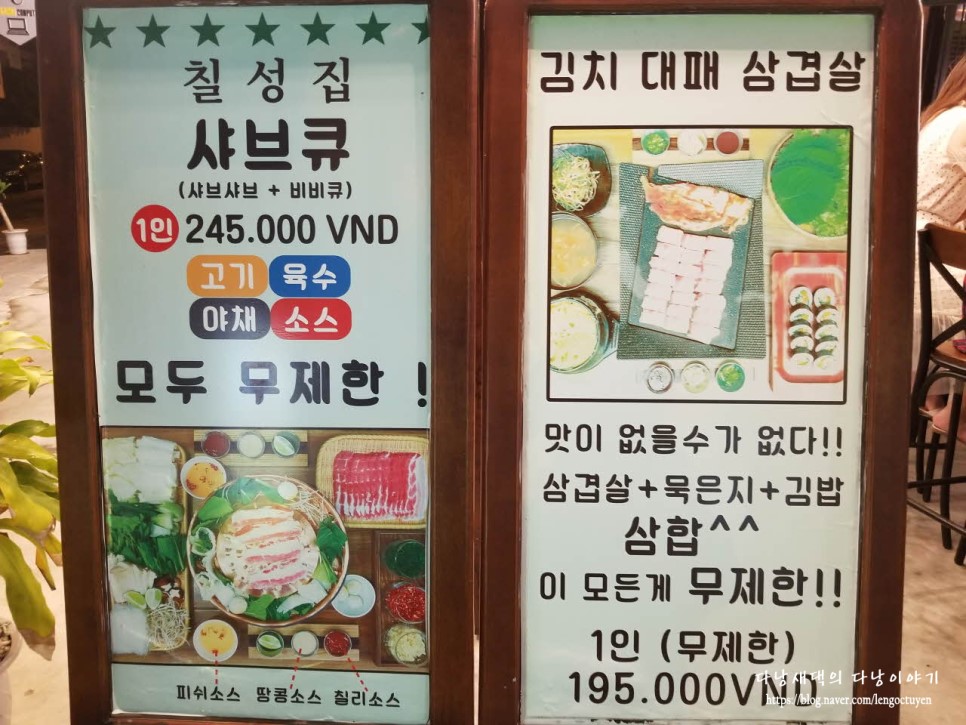 칠성집
샤브큐
(샤브샤브 + 비비큐)
1인 245.000 VND
고기 육수
야채 소스
모두 무제한 !
피쉬소스 땅콩소스 칠리소스
김치 대패 삼겹살
맛이 없을수가 없다!!
삼겹살+묵은지+김밥
삼합^^
이 모든게 무제한!!
1인 (무제한)
195.000VND
다낭새댁의 다낭이야기
https://blog.naver.com/lengoctuyen